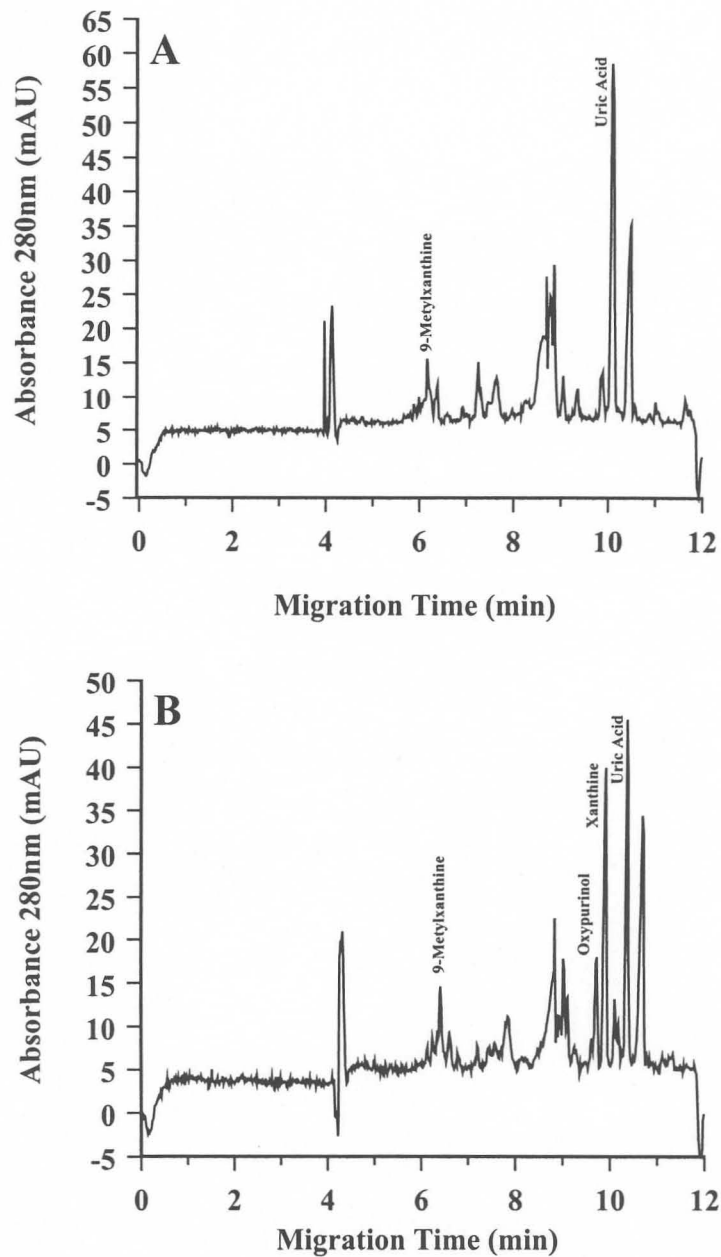 A
65
60
55
50
45
40
35
30
25
20
15
10
5
0
-5
Absorbance 280nm (mAU)
9-Metylxanthine
Uric Acid
0 2 4 6 8 10 12
Migration Time (min)
B
50
45
40
35
30
25
20
15
10
5
0
-5
Absorbance 280nm (mAU)
9-Metylxanthine
Oxypurinol
Xanthine
Uric Acid
0 2 4 6 8 10 12
Migration Time (min)